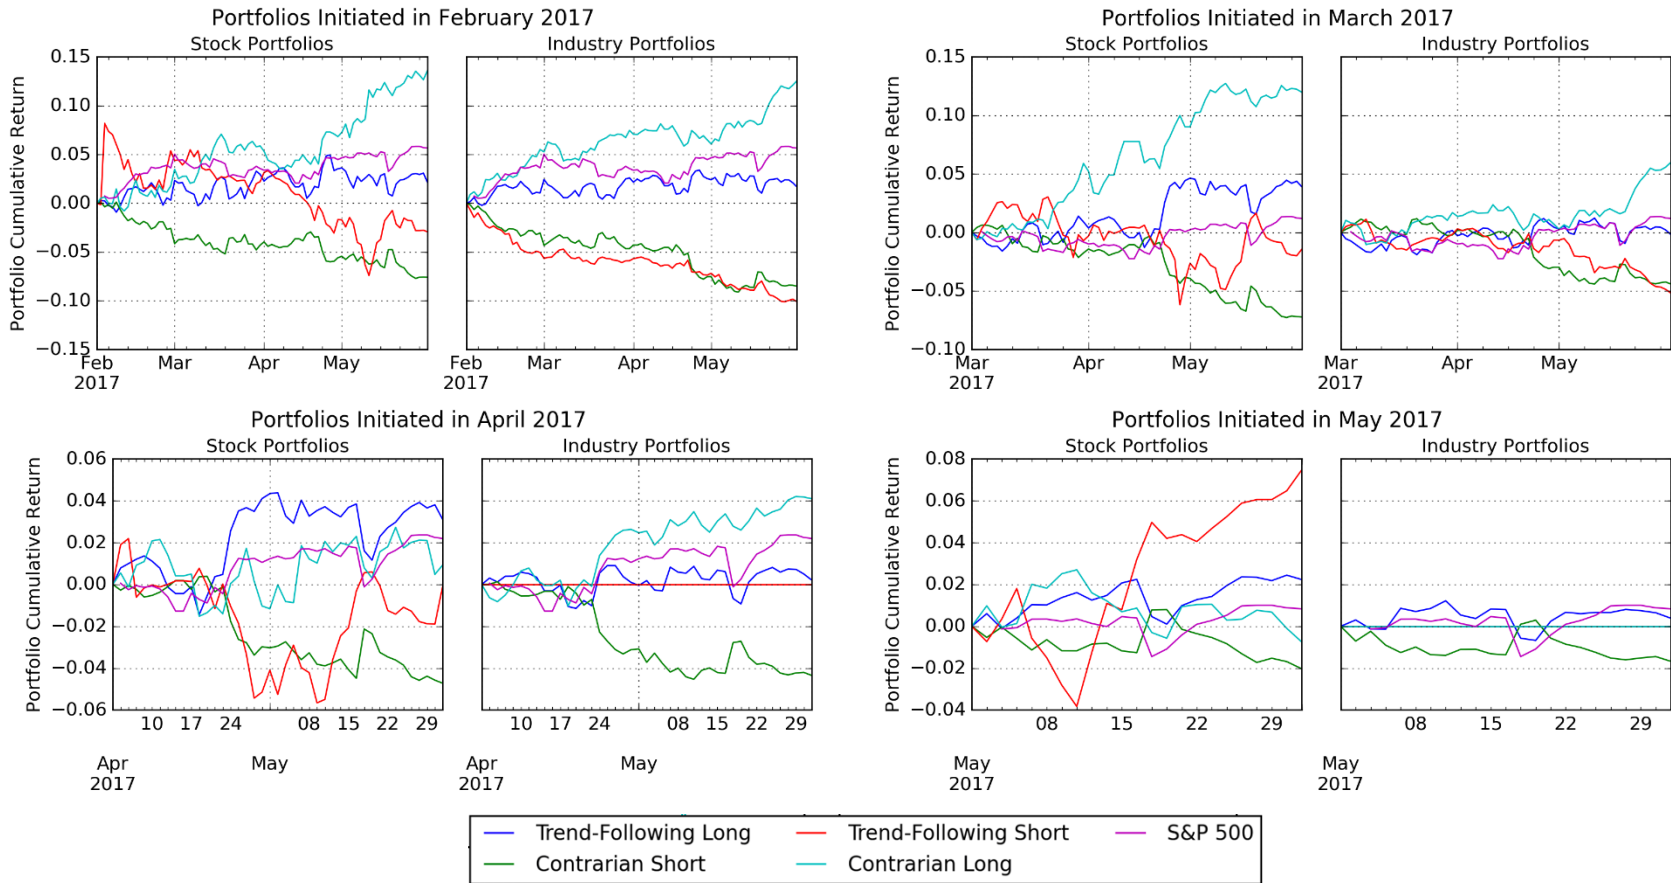 Portfolios Initiated in February 2017
Stock Portfolios
Industry Portfolios
Portfolio Cumulative Return
0.15
0.10
0.05
0.00
−0.05
−0.10
−0.15
Feb Mar Apr May
2017
Feb Mar Apr May
2017
Portfolios Initiated in March 2017
Stock Portfolios
Industry Portfolios
Portfolio Cumulative Return
0.15
0.10
0.05
0.00
−0.05
−0.10
Mar Apr May
2017
Mar Apr May
2017
Portfolios Initiated in April 2017
Stock Portfolios
Industry Portfolios
Portfolio Cumulative Return
0.06
0.04
0.02
0.00
−0.02
−0.04
−0.06
10 17 24 08 15 22 29
Apr May
2017
10 17 24 08 15 22 29
Apr May
2017
Portfolios Initiated in May 2017
Stock Portfolios
Industry Portfolios
Portfolio Cumulative Return
0.08
0.06
0.04
0.02
0.00
−0.02
−0.04
08 15 22 29
May
2017
08 15 22 29
May
2017
Trend-Following Long
Trend-Following Short
S&P 500
Contrarian Short
Contrarian Long